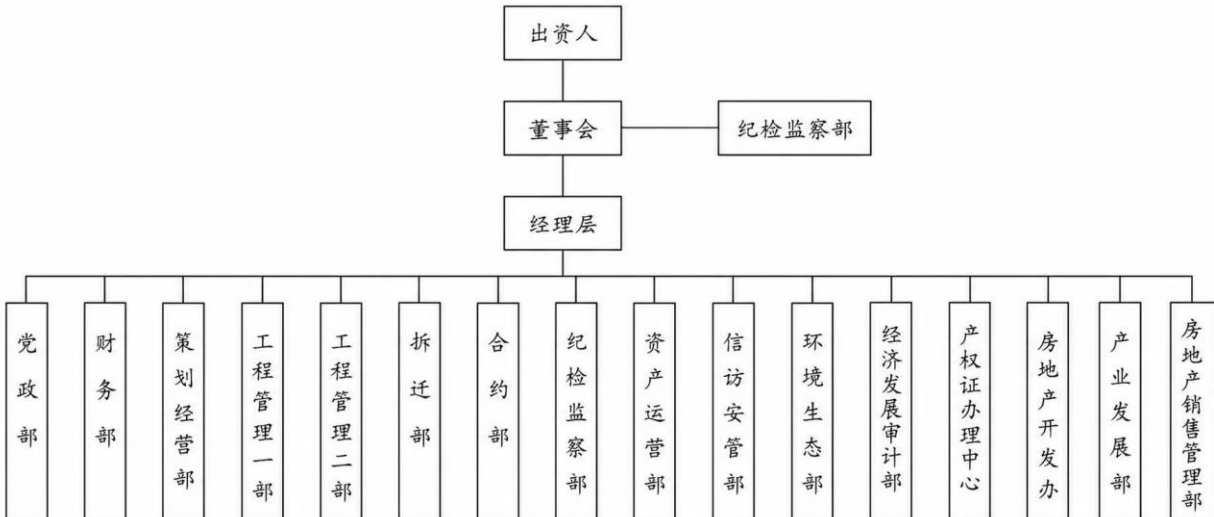 出资人
董事会
纪检监察部
经理层
党政部
财务部
策划经营部
工程管理一部
工程管理二部
拆迁部
合约部
纪检监察部
资产运营部
信访安管部
环境生态部
经济发展审计部
产权证办理中心
房地产开发办
产业发展部
房地产销售管理部